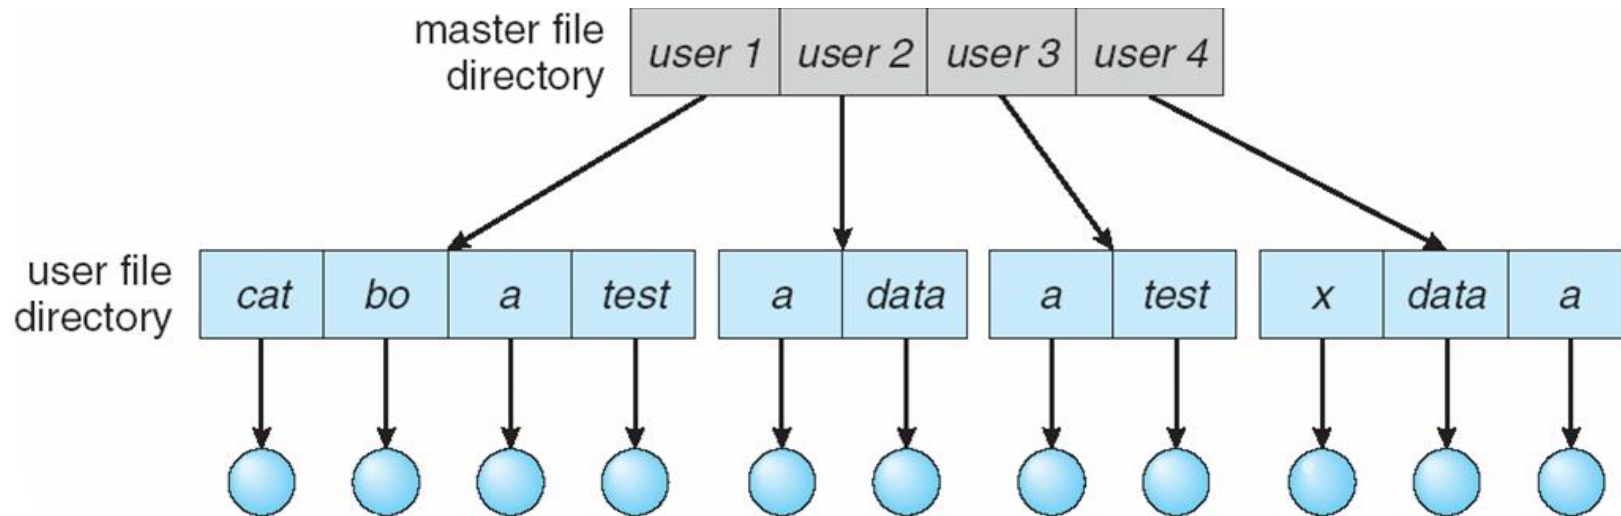 master file
directory
user 1 user 2 user 3 user 4
user file
directory
cat bo a test a data a test x data a